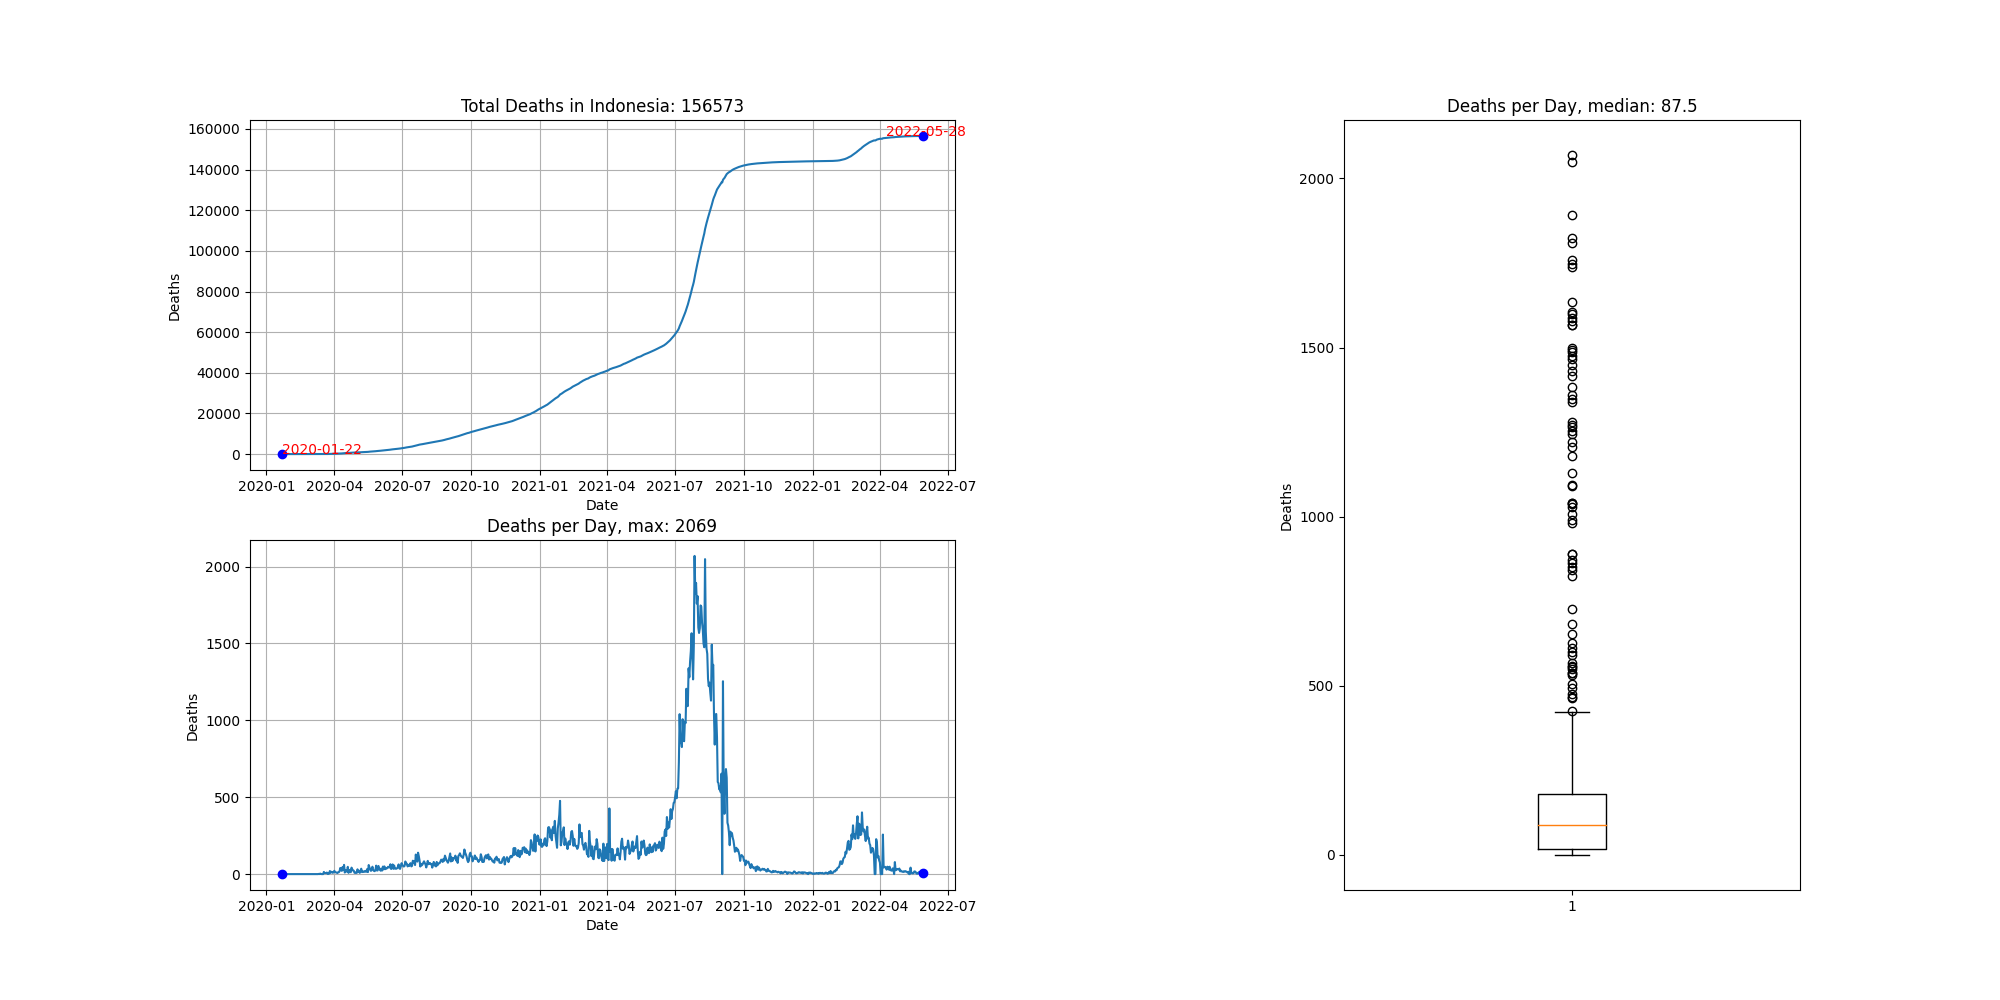 Total Deaths in Indonesia: 156573
160000
140000
120000
100000
80000
60000
40000
20000
0
Deaths
2022-05-28
2020-01-22
2020-01 2020-04 2020-07 2020-10 2021-01 2021-04 2021-07 2021-10 2022-01 2022-04 2022-07
Date
Deaths per Day, max: 2069
2000
1500
1000
500
0
Deaths
2020-01 2020-04 2020-07 2020-10 2021-01 2021-04 2021-07 2021-10 2022-01 2022-04 2022-07
Date
Deaths per Day, median: 87.5
2000
1500
1000
500
0
Deaths
1